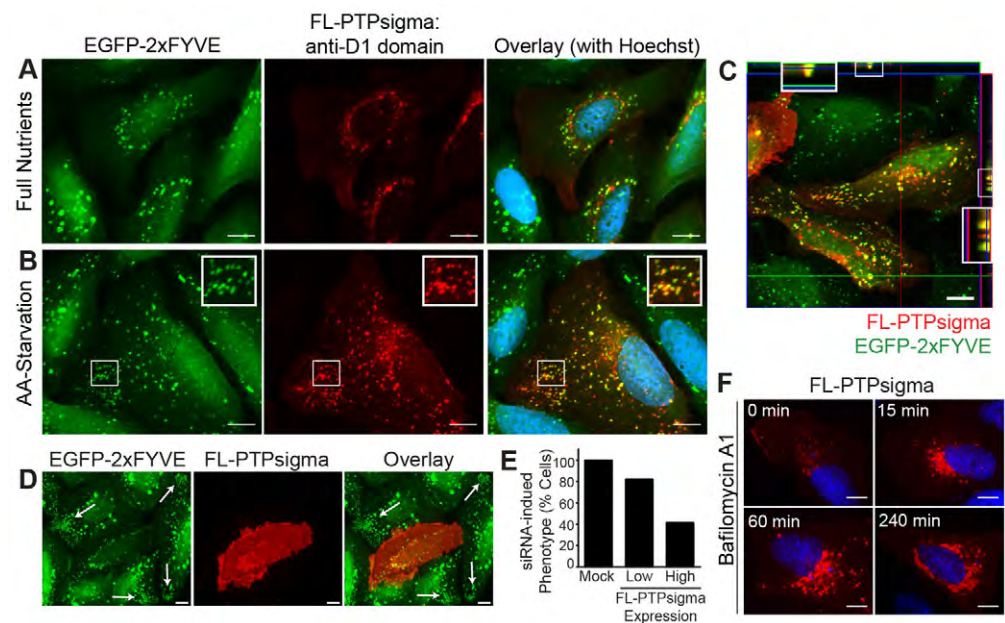 EGFP-2xFYVE
FL-PTPsigma:
anti-D1 domain
Overlay (with Hoechst)
A
Full Nutrients
B
AA-Starvation
C
FL-PTPsigma
EGFP-2xFYVE
D
EGFP-2xFYVE
FL-PTPsigma
Overlay
E
siRNA-indued
Phenotype (% Cells)
100
80
60
40
20
0
Mock
Low
High
FL-PTPsigma
Expression
F
FL-PTPsigma
Bafilomycin A1
0 min
15 min
60 min
240 min